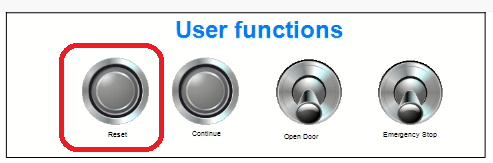 User functions
Reset
Continue
Open Door
Emergency Stop